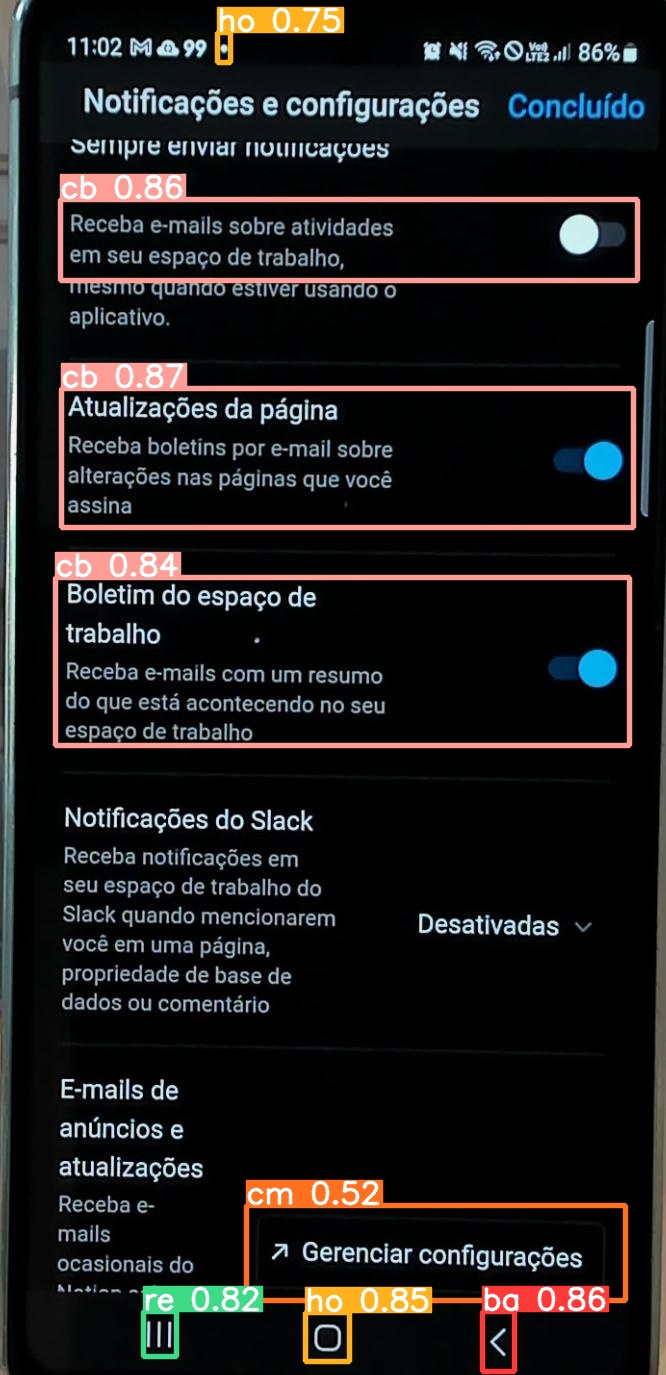 ho 0.75
11:02 99 86%
Notificações e configurações Concluído
Sempre enviar notificações
cb 0.86
Receba e-mails sobre atividades
em seu espaço de trabalho,
mesmo quando estiver usando o
aplicativo.
cb 0.87
Atualizações da página
Receba boletins por e-mail sobre
alterações nas páginas que você
assina
cb 0.84
Boletim do espaço de
trabalho
Receba e-mails com um resumo
do que está acontecendo no seu
espaço de trabalho
Notificações do Slack
Receba notificações em
seu espaço de trabalho do
Slack quando mencionarem
você em uma página,
propriedade de base de
dados ou comentário
Desativadas
E-mails de
anúncios e
atualizações
Receba e-
mails
ocasionais do
cm 0.52
Gerenciar configurações
re 0.82 ho 0.85 ba 0.86